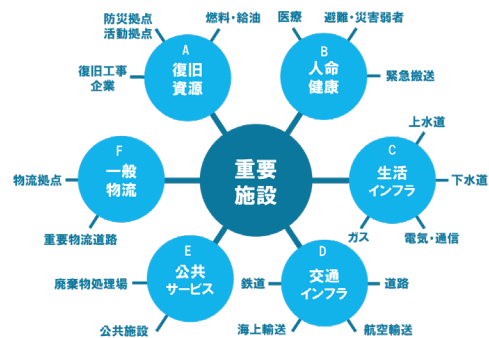 重要
施設
A
復旧
資源
防災拠点
活動拠点
燃料・給油
復旧工事
企業
B
人命
健康
医療
避難・災害弱者
緊急搬送
C
生活
インフラ
上水道
下水道
電気・通信
ガス
D
交通
インフラ
鉄道
道路
海上輸送
航空輸送
E
公共
サービス
廃棄物処理場
公共施設
F
一般
物流
物流拠点
重要物流道路